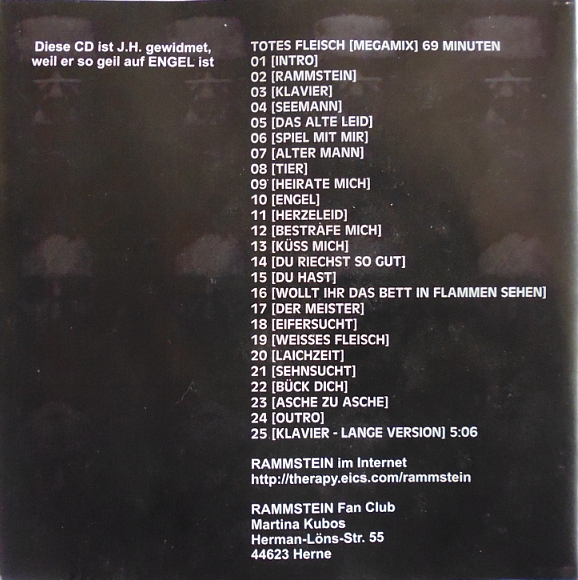 Diese CD ist J.H. gewidmet,
weil er so geil auf ENGEL ist
TOTES FLEISCH [MEGAMIX] 69 MINUTEN
01 [INTRO]
02 [RAMMSTEIN]
03 [KLAVIER]
04 [SEEMANN]
05 [DAS ALTE LEID]
06 [SPIEL MIT MIR]
07 [ALTER MANN]
08 [TIER]
09 [HEIRATE MICH]
10 [ENGEL]
11 [HERZELEID]
12 [BESTRAFE MICH]
13 [KÜSS MICH]
14 [DU RIECHST SO GUT]
15 [DU HAST]
16 [WOLLT IHR DAS BETT IN FLAMMEN SEHEN]
17 [DER MEISTER]
18 [EIFERSUCHT]
19 [WEISSES FLEISCH]
20 [LAICHZEIT]
21 [SEHNSUCHT]
22 [BÜCK DICH]
23 [ASCHE ZU ASCHE]
24 [OUTRO]
25 [KLAVIER - LANGE VERSION] 5:06
RAMMSTEIN im Internet
http://therapy.eics.com/rammstein
RAMMSTEIN Fan Club
Martina Kubos
Herman-Löns-Str. 55
44623 Herne